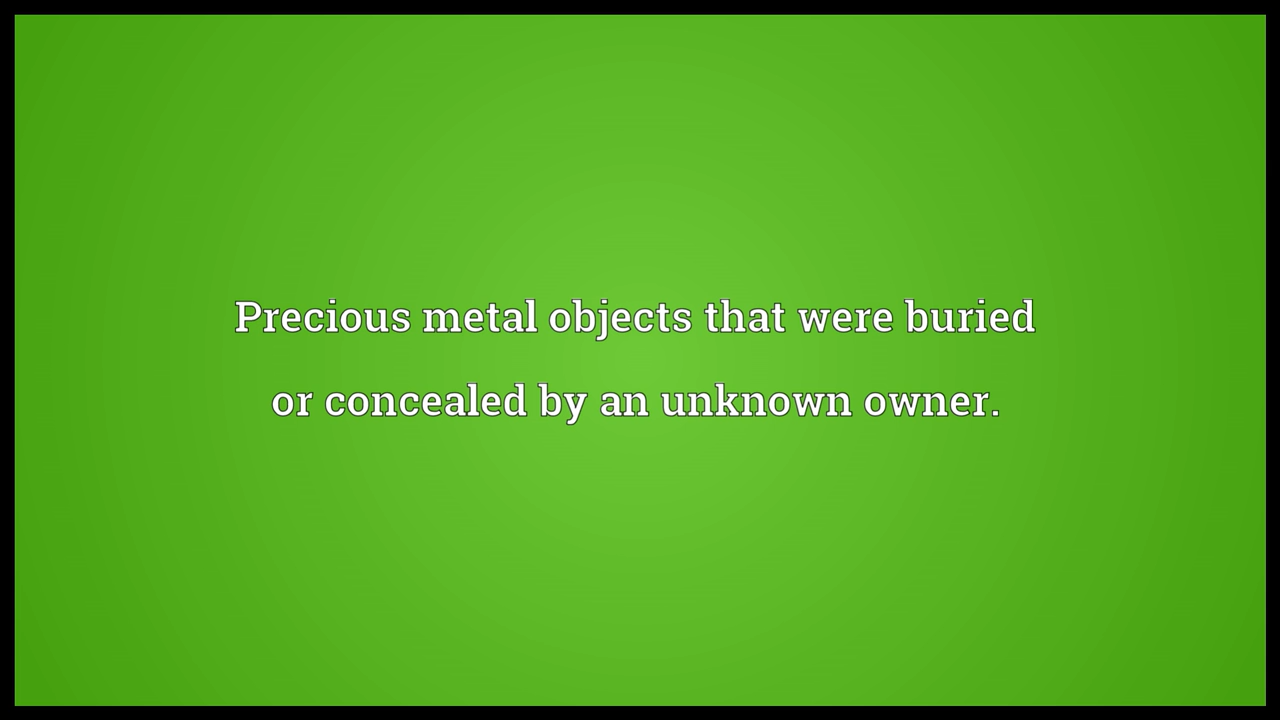 Precious metal objects that were buried
or concealed by an unknown owner.